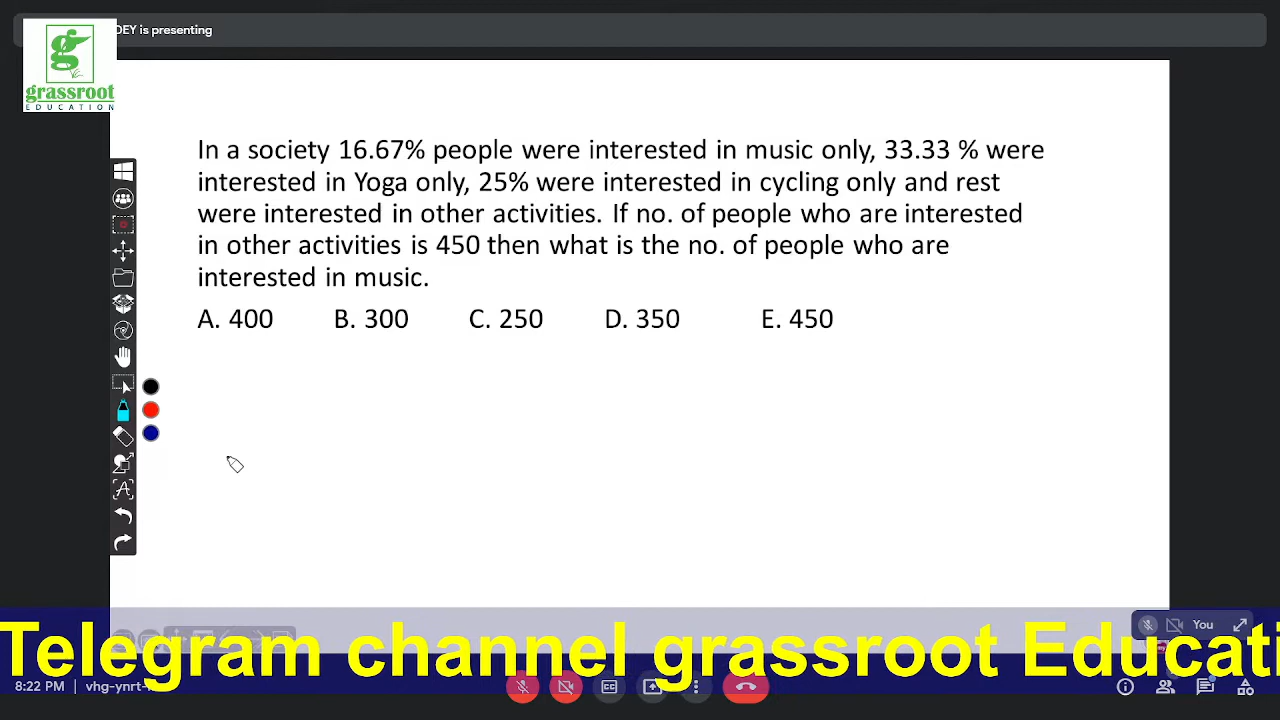 DEY is presenting
g
grassroot
EDUCATION
In a society 16.67% people were interested in music only, 33.33 % were
interested in Yoga only, 25% were interested in cycling only and rest
were interested in other activities. If no. of people who are interested
in other activities is 450 then what is the no. of people who are
interested in music.
A. 400 B. 300 C. 250 D. 350 E. 450
You
Telegram channel grassroot Educati
8:22 PM vhg-ynrt-